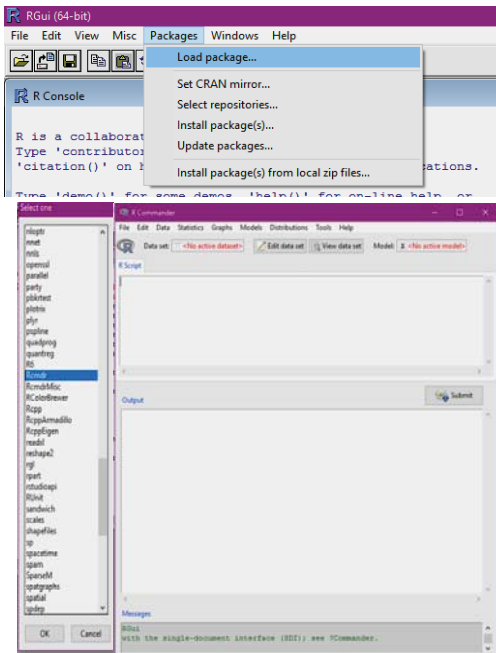 RGui (64-bit)
File Edit View Misc Packages Windows Help
Load package...
Set CRAN mirror...
Select repositories...
Install package(s)...
Update packages...
Install package(s) from local zip files...
R Console
R is a collaborat
Type 'contributor
'citation()' on h cations.
Type 'demo()' for some demos, 'help()' for on-line help, or
Select one
nloptr
nnet
nnls
openssl
parallel
party
pbkrtest
plotrix
plyr
pspline
quadprog
quantreg
R6
Rcmdr
RcmdrMisc
RColorBrewer
Rcpp
RcppArmadillo
RcppEigen
readxl
reshape2
rgl
rpart
rstudioapi
RUnit
sandwich
scales
shapefiles
sp
spacetime
spam
SparseM
spatgraphs
spatial
spdep
OK Cancel
R Commander
File Edit Data Statistics Graphs Models Distributions Tools Help
Data set: <No active dataset> Edit data set View data set Model: Σ <No active model>
R Script
Output
Submit
Messages
RGui
with the single-document interface (SDI); see ?Commander.